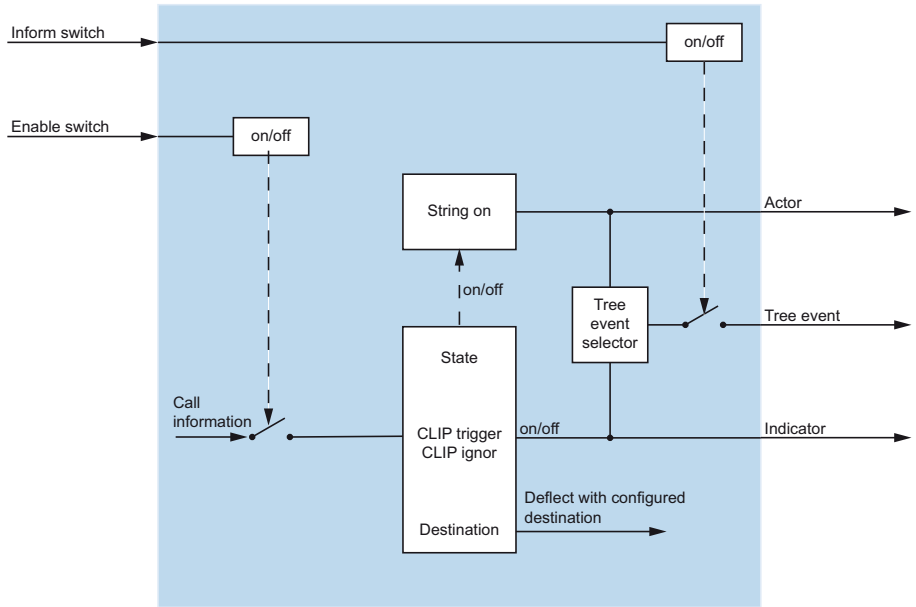 Inform switch
on/off
Enable switch
on/off
String on
Actor
on/off
Tree
event
selector
Tree event
State
Call
information
CLIP trigger
CLIP ignor
on/off
Indicator
Destination
Deflect with configured
destination